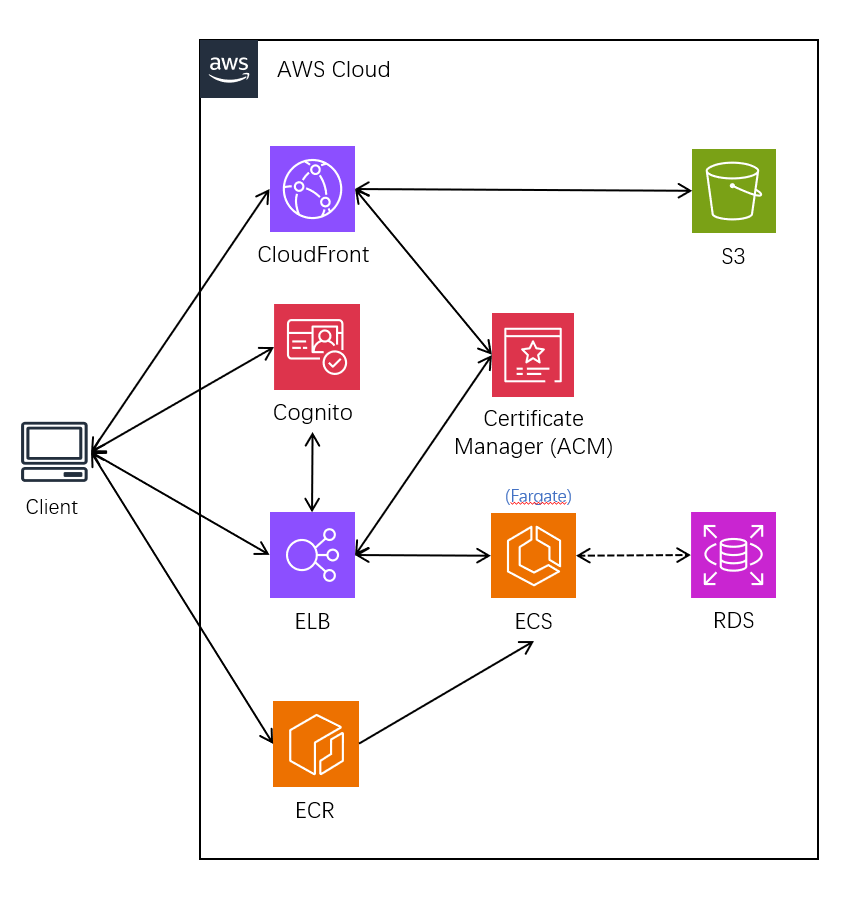 aws
AWS Cloud
CloudFront
S3
Cognito
Certificate
Manager (ACM)
Client
(Fargate)
ELB
ECS
RDS
ECR